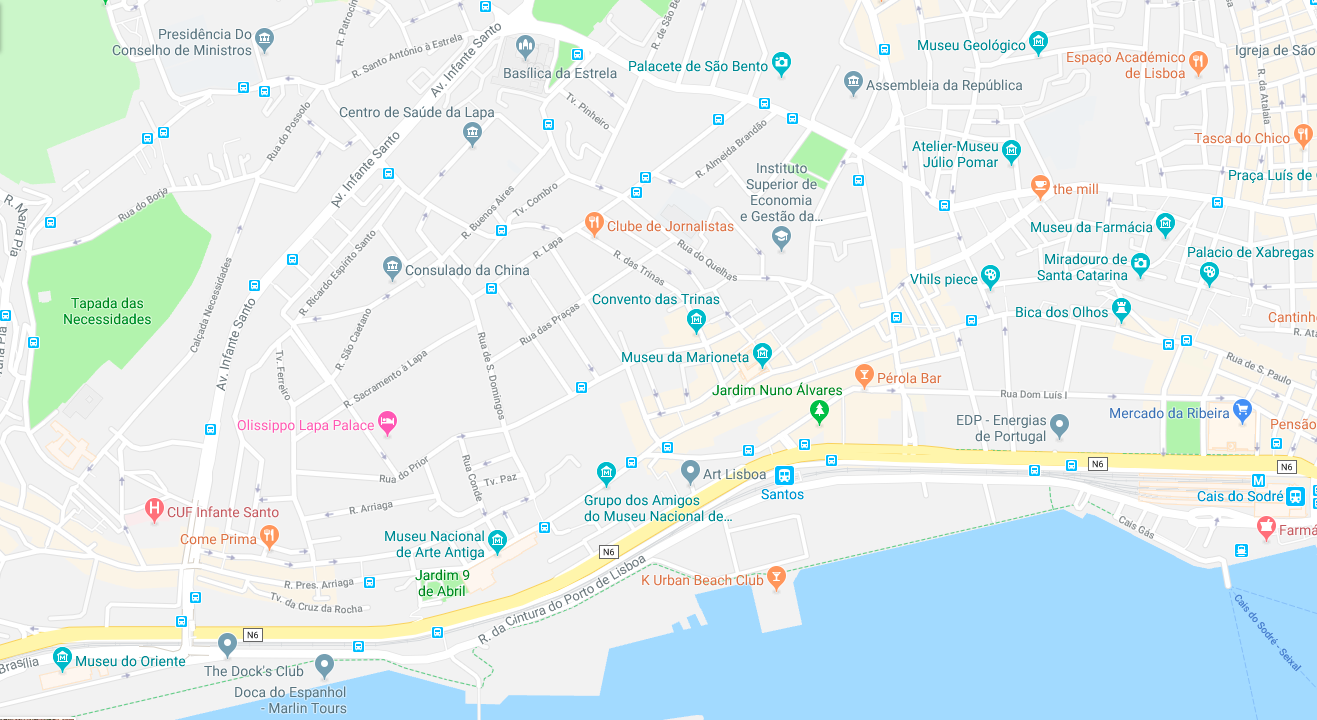 Presidência Do
Conselho de Ministros
R. Patrocín
R. Santo António à Estrela
Av. Infante Santo
Basílica da Estrela
R. de São
Palacete de São Bento
Museu Geológico
Espaço Académico
de Lisboa
Igreja de São
Assembleia da República
R. da Atalaia
Centro de Saúde da Lapa
Tv. Pinheiro
Rua do Possolo
Av. Infante Santo
R. Almeida Brandão
Atelier-Museu
Júlio Pomar
Tasca do Chico
Instituto
Superior de
Economia
e Gestão da...
Praça Luís de
the mill
Rua do Borja
R. Maria Pia
R. Buenos Aires
Tv. Combro
Clube de Jornalistas
Museu da Farmácia
R. Lapa
R. das Trinas
Rua do Quelhas
R. Ricardo Espirito Santo
Consulado da China
Miradouro de
Santa Catarina
Palacio de Xabregas
Vhils piece
Calçada Necessidades
Tapada das
Necessidades
Convento das Trinas
Bica dos Olhos
Cantinh
R. Ata
Rua das Praças
R. São Caetano
Av. Infante Santo
Rua de S. Domingos
Museu da Marioneta
Rua de S. Paulo
Tv. Ferreiro
R. Sacramento à Lapa
Pérola Bar
Jardim Nuno Álvares
Rua Dom Luís I
Olissippo Lapa Palace
EDP - Energias
de Portugal
Mercado da Ribeira
Pensão
N6
N6
Rua do Prior
Rua Conde
Tv. Paz
Art Lisboa
Santos
M
Cais do Sodré
Grupo dos Amigos
do Museu Nacional de...
R. Arriaga
H
CUF Infante Santo
Come Prima
Museu Nacional
de Arte Antiga
Cais Gás
Farmá
N6
Jardim 9
de Abril
R. Pres. Arriaga
Tv. da Cruz da Rocha
K Urban Beach Club
R. da Cintura do Porto de Lisboa
Cais do Sodré - Seixal
N6
Brasília
Museu do Oriente
The Dock's Club
Doca do Espanhol
- Marlin Tours